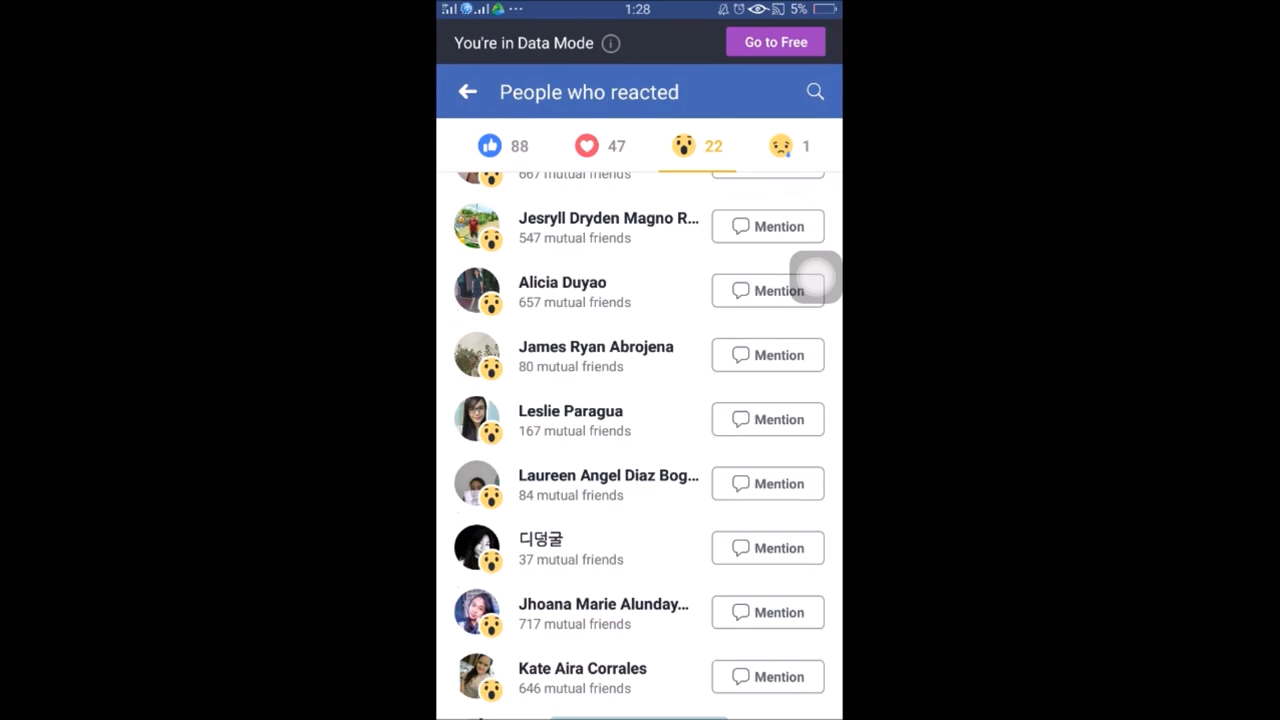 1:28
5%
You're in Data Mode
Go to Free
People who reacted
88
47
22
1
667 mutual friends
Jesryll Dryden Magno R...
547 mutual friends
Mention
Alicia Duyao
657 mutual friends
Mention
James Ryan Abrojena
80 mutual friends
Mention
Leslie Paragua
167 mutual friends
Mention
Laureen Angel Diaz Bog...
84 mutual friends
Mention
디덩굴
37 mutual friends
Mention
Jhoana Marie Alunday...
717 mutual friends
Mention
Kate Aira Corrales
646 mutual friends
Mention